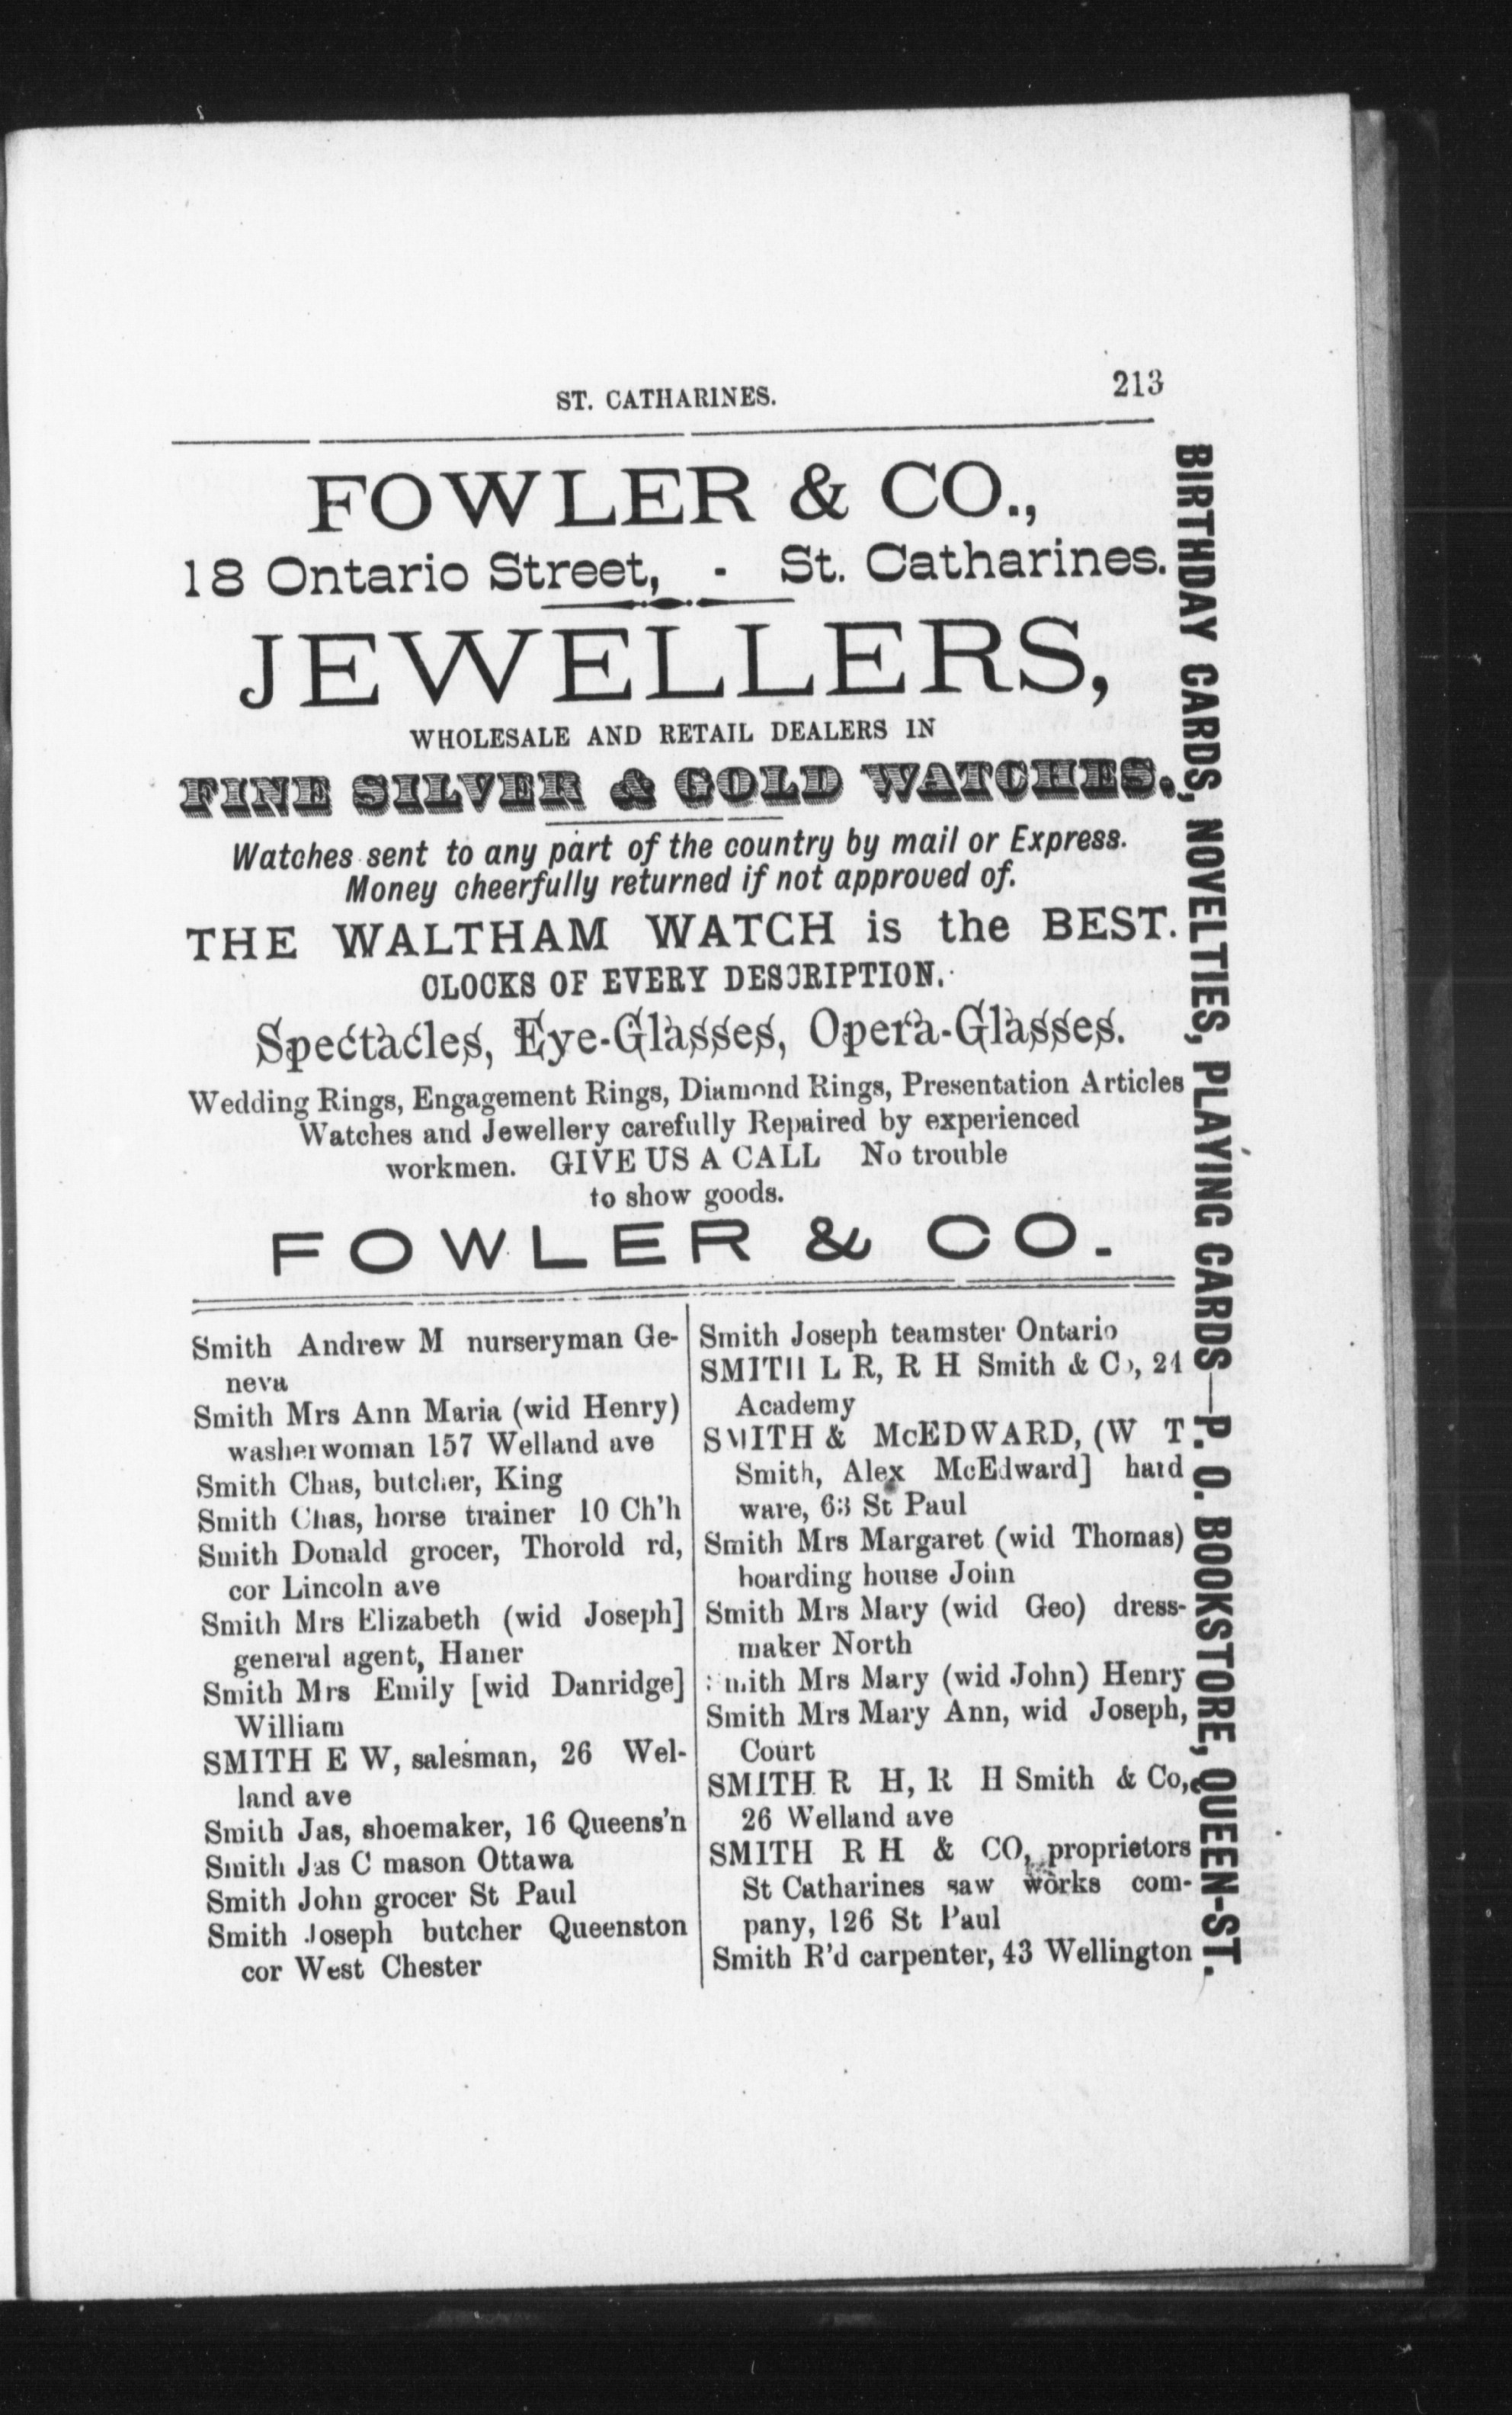 ST. CATHARINES.
213
FOWLER & CO.,
18 Ontario Street, - St. Catharines.
JEWELLERS,
WHOLESALE AND RETAIL DEALERS IN
FINE SILVER & GOLD WATCHES.
Watches sent to any part of the country by mail or Express.
Money cheerfully returned if not approved of.
THE WALTHAM WATCH is the BEST.
CLOCKS OF EVERY DESCRIPTION.
Spectacles, Eye-Glasses, Opera-Glasses.
Wedding Rings, Engagement Rings, Diamond Rings, Presentation Articles
Watches and Jewellery carefully Repaired by experienced
workmen. GIVE US A CALL No trouble
to show goods.
FOWLER & CO.
Smith Andrew M nurseryman Ge-
neva
Smith Mrs Ann Maria (wid Henry)
washerwoman 157 Welland ave
Smith Chas, butcher, King
Smith Chas, horse trainer 10 Ch'h
Smith Donald grocer, Thorold rd,
cor Lincoln ave
Smith Mrs Elizabeth (wid Joseph]
general agent, Haner
Smith Mrs Emily [wid Danridge]
William
SMITH E W, salesman, 26 Wel-
land ave
Smith Jas, shoemaker, 16 Queens'n
Smith Jas C mason Ottawa
Smith John grocer St Paul
Smith Joseph butcher Queenston
cor West Chester
Smith Joseph teamster Ontario
SMITH L R, R H Smith & Co, 24
Academy
SMITH & McEDWARD, (W T
Smith, Alex McEdward] hard
ware, 63 St Paul
Smith Mrs Margaret (wid Thomas)
boarding house John
Smith Mrs Mary (wid Geo) dress-
maker North
Smith Mrs Mary (wid John) Henry
Smith Mrs Mary Ann, wid Joseph,
Court
SMITH R H, R H Smith & Co,
26 Welland ave
SMITH R H & CO, proprietors
St Catharines saw works com-
pany, 126 St Paul
Smith R'd carpenter, 43 Wellington
BIRTHDAY CARDS, NOVELTIES, PLAYING CARDS—P. O. BOOKSTORE, QUEEN-ST.